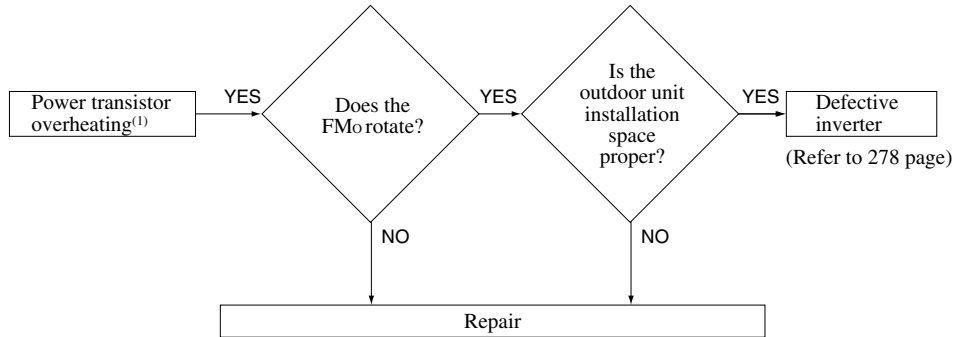 Power transistor
overheating(1)
YES
Does the
FMo rotate?
YES
Is the
outdoor unit
installation
space
proper?
YES
Defective
inverter
(Refer to 278 page)
NO
NO
Repair